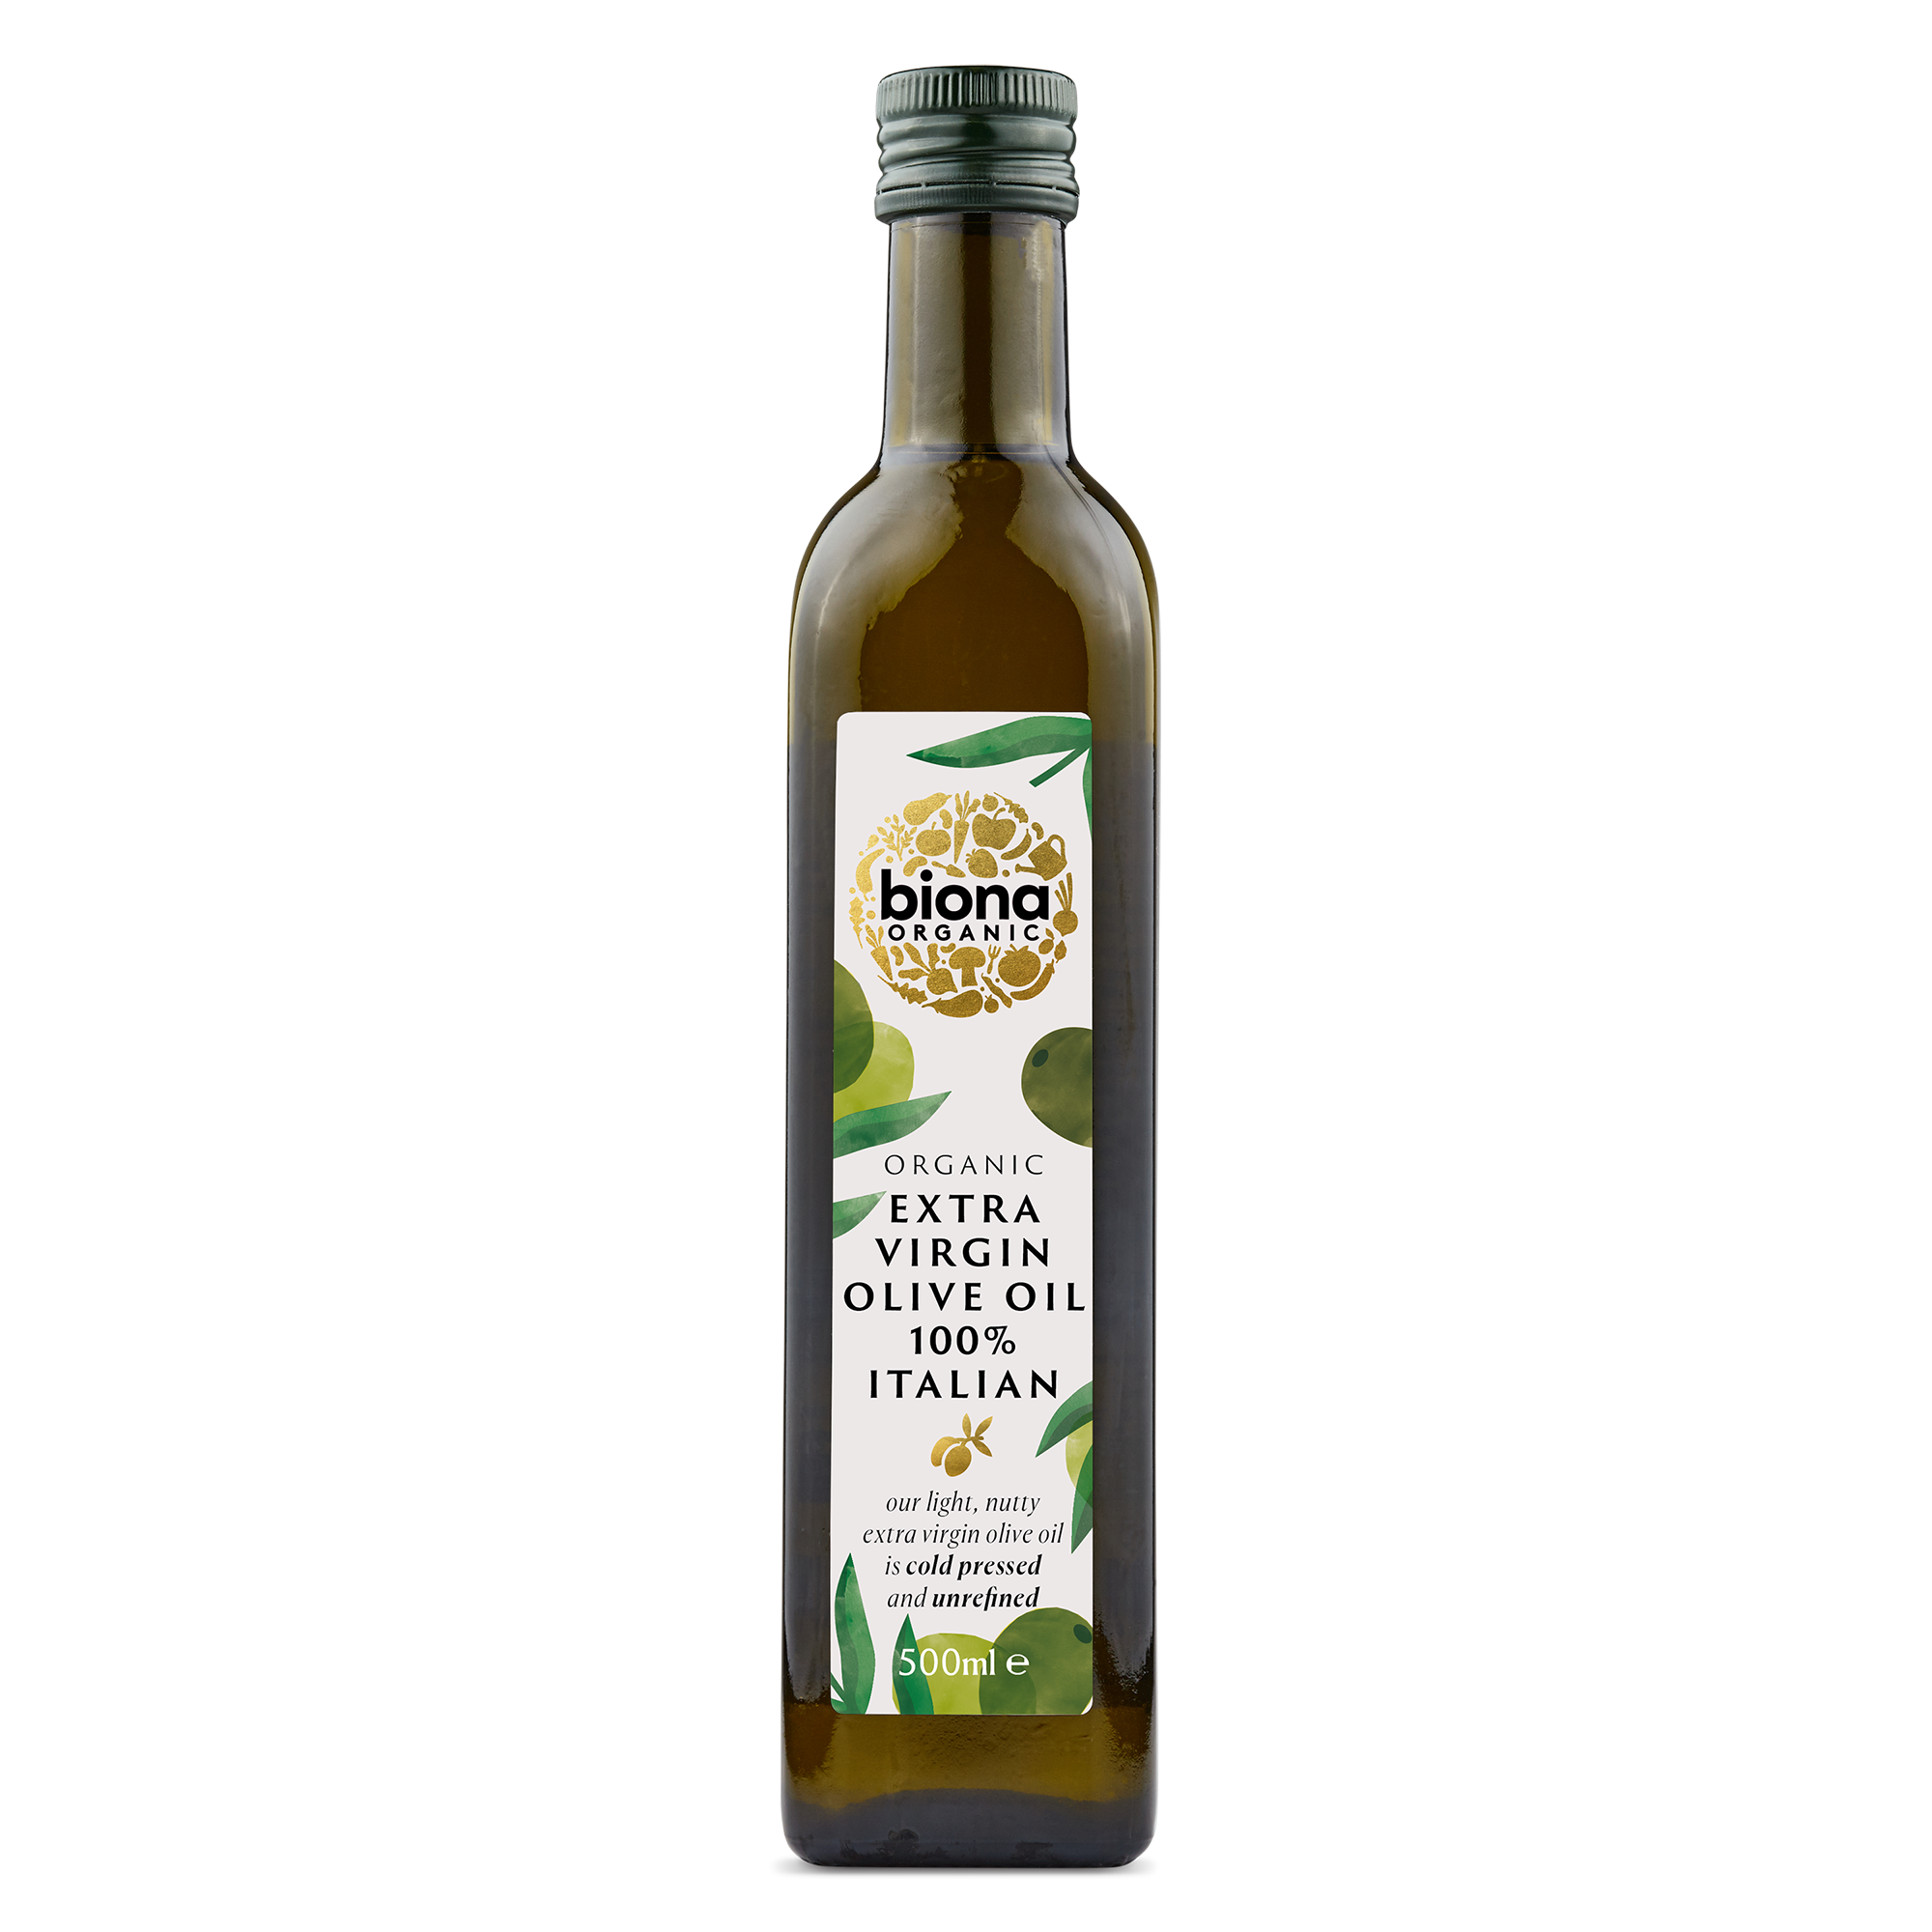 biona
ORGANIC
ORGANIC
EXTRA
VIRGIN
OLIVE OIL
100%
ITALIAN
our light, nutty
extra virgin olive oil
is cold pressed
and unrefined
500ml ℮